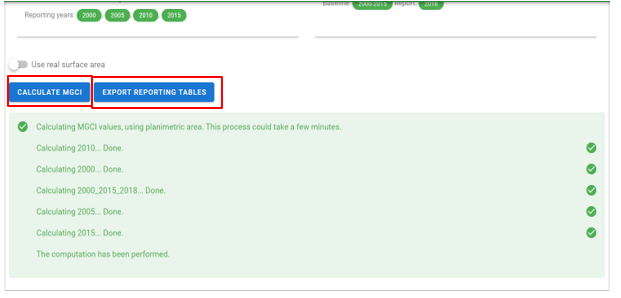 Baseline: 2000-2015 Report: 2018
Reporting years: 2000 2005 2010 2015
Use real surface area
CALCULATE MGCI EXPORT REPORTING TABLES
Calculating MGCI values, using planimetric area. This process could take a few minutes.
Calculating 2010... Done.
Calculating 2000... Done.
Calculating 2000_2015_2018... Done.
Calculating 2005... Done.
Calculating 2015... Done.
The computation has been performed.